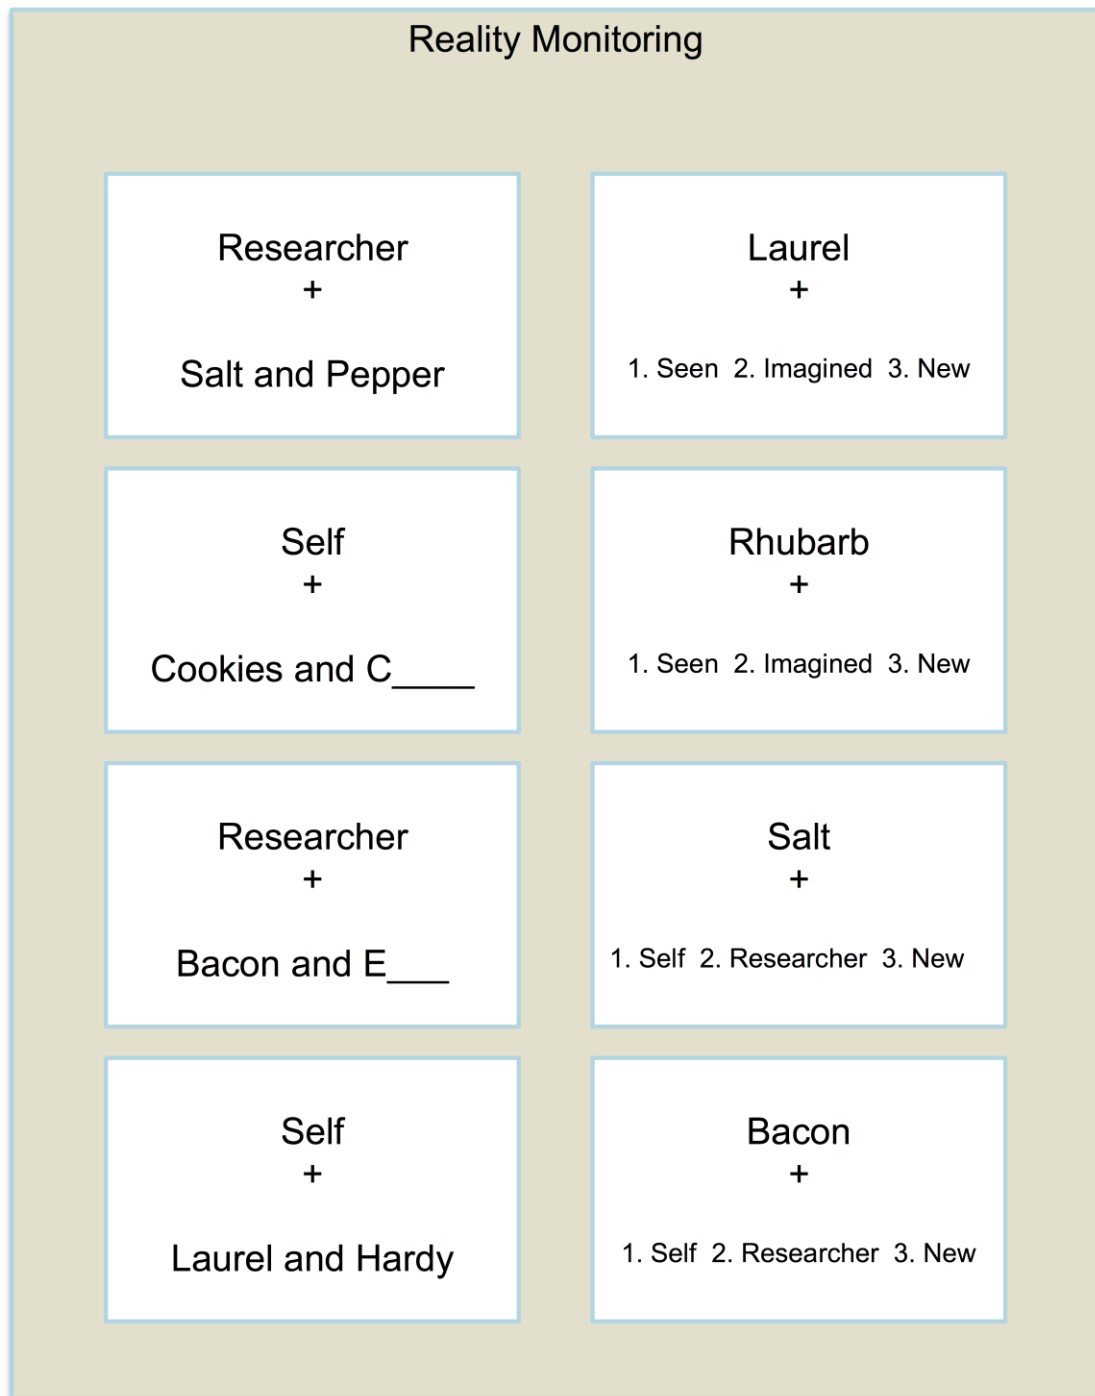 Reality Monitoring
Researcher
+
Salt and Pepper
Self
+
Cookies and C____
Researcher
+
Bacon and E___
Self
+
Laurel and Hardy
Laurel
+
1. Seen 2. Imagined 3. New
Rhubarb
+
1. Seen 2. Imagined 3. New
Salt
+
1. Self 2. Researcher 3. New
Bacon
+
1. Self 2. Researcher 3. New